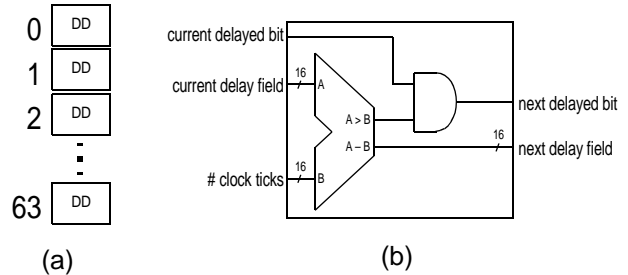 0 DD
1 DD
2 DD
63 DD
(a)
current delayed bit
current delay field 16 A
A > B
A – B
# clock ticks 16 B
next delayed bit
16
next delay field
(b)